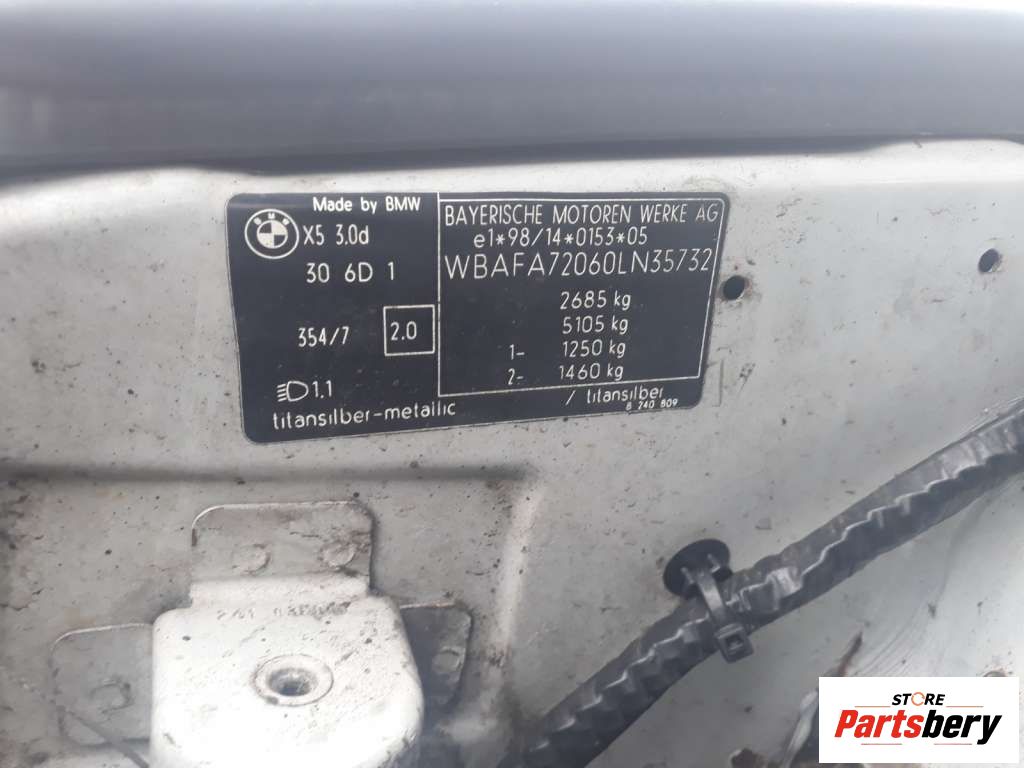 Made by BMW
BMW
X5 3.0d
30 6D 1
354/7
2.0
1.1
titansilber-metallic
BAYERISCHE MOTOREN WERKE AG
e1*98/14*0153*05
WBAFA72060LN35732
2685 kg
5105 kg
1- 1250 kg
2- 1460 kg
/ titansilber
8 240 809
STORE
Partsbery